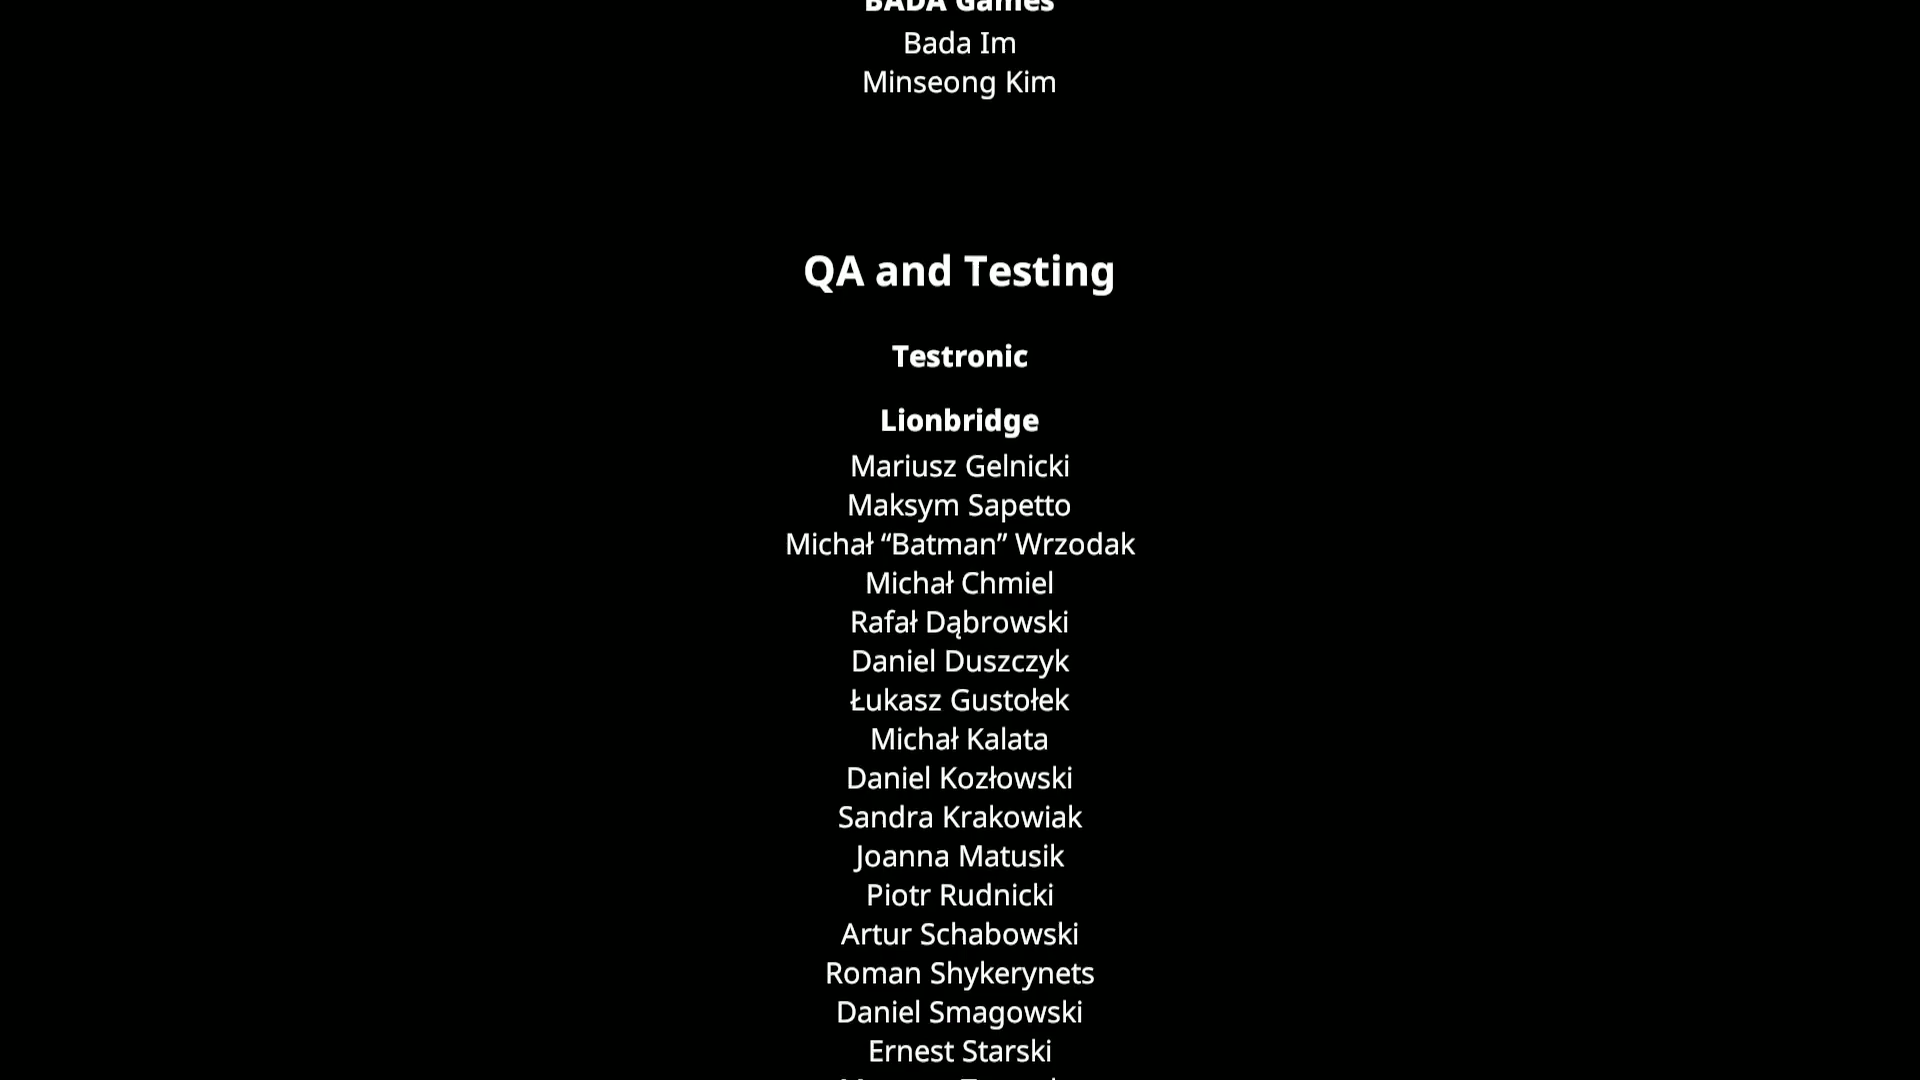 BADA Games
Bada Im
Minseong Kim
QA and Testing
Testronic
Lionbridge
Mariusz Gelnicki
Maksym Sapetto
Michał “Batman” Wrzodak
Michał Chmiel
Rafał Dąbrowski
Daniel Duszczyk
Łukasz Gustołek
Michał Kalata
Daniel Kozłowski
Sandra Krakowiak
Joanna Matusik
Piotr Rudnicki
Artur Schabowski
Roman Shykerynets
Daniel Smagowski
Ernest Starski